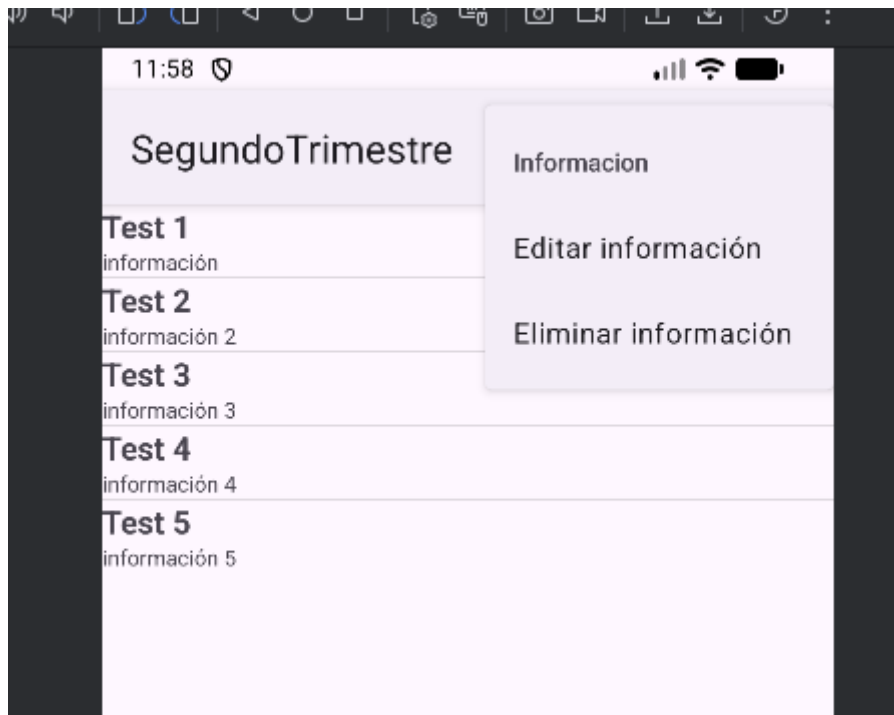 11:58
SegundoTrimestre
Informacion
Editar información
Eliminar información
Test 1
información
Test 2
información 2
Test 3
información 3
Test 4
información 4
Test 5
información 5